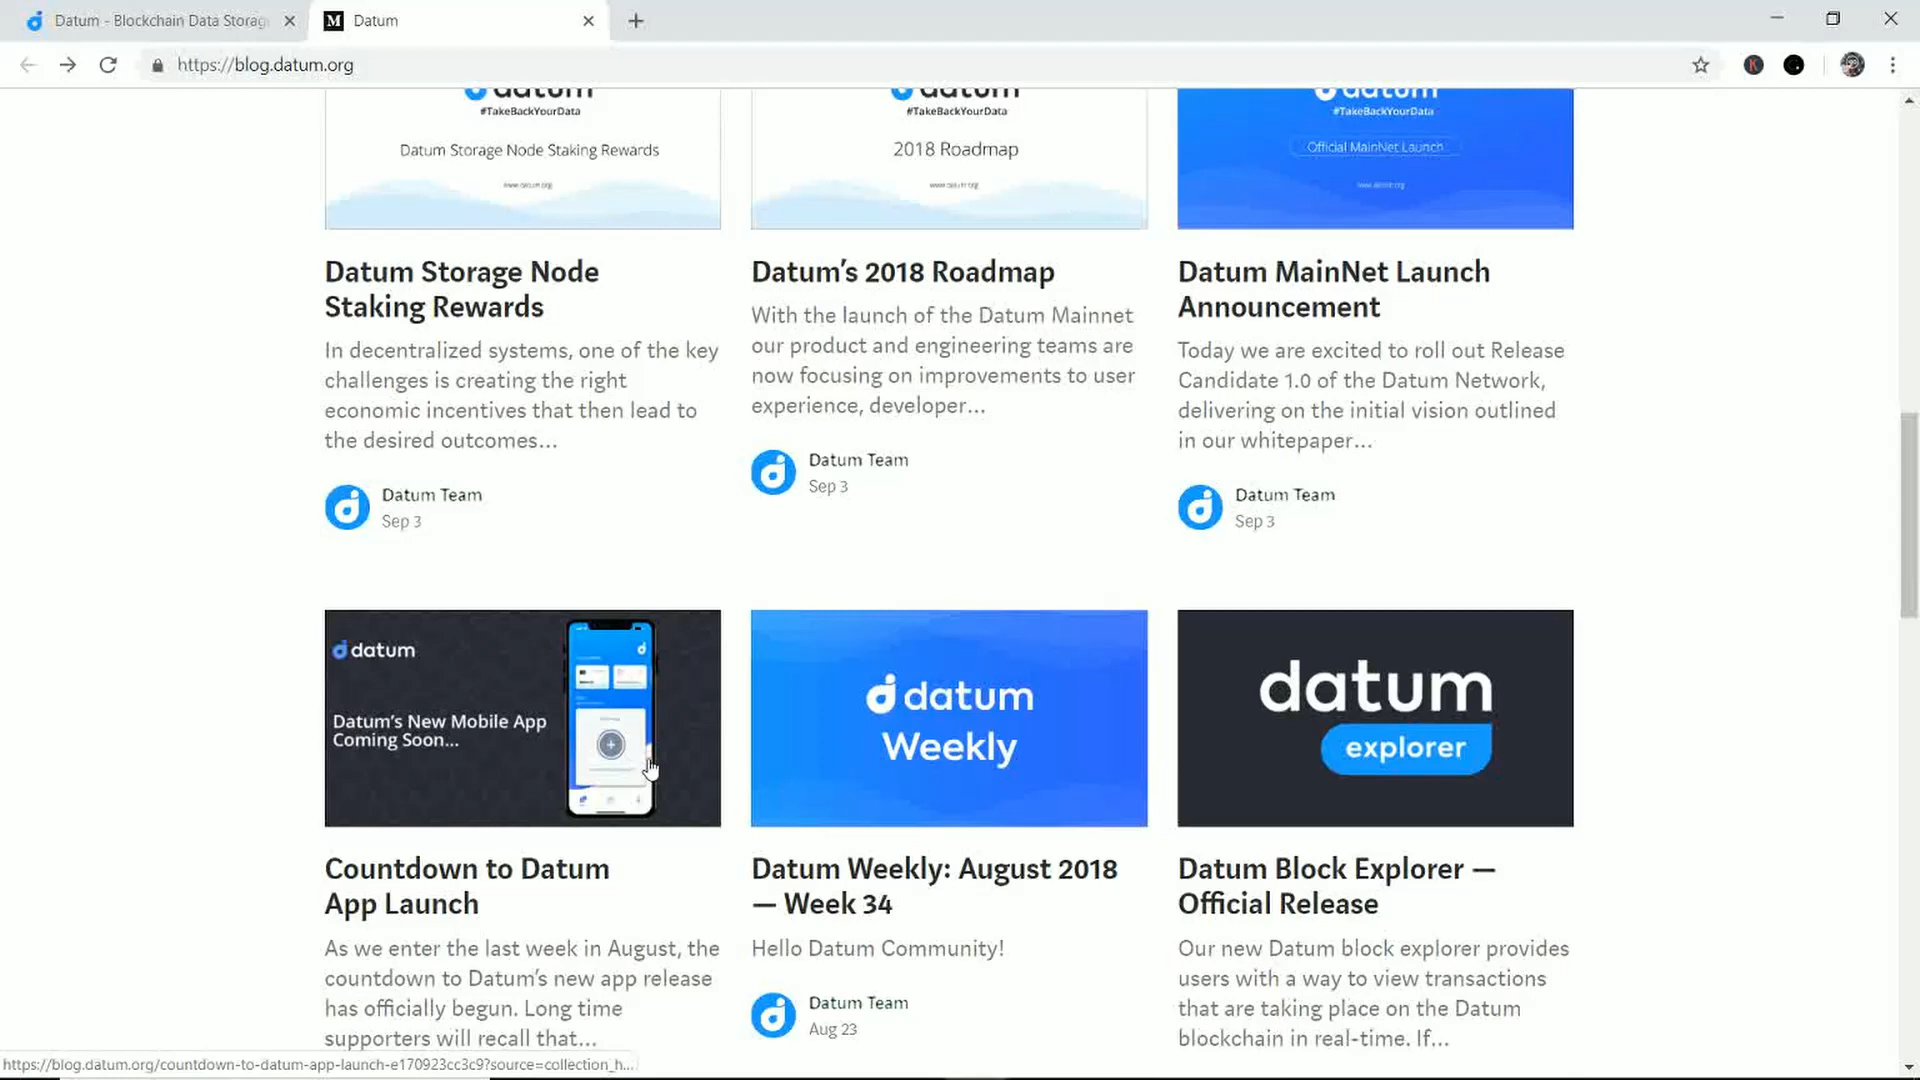 Datum - Blockchain Data Storag
Datum
https://blog.datum.org
datum
#TakeBackYourData
Datum Storage Node Staking Rewards
www.datum.org
datum
#TakeBackYourData
2018 Roadmap
www.datum.org
datum
#TakeBackYourData
Official MainNet Launch
www.datum.org
Datum Storage Node
Staking Rewards
In decentralized systems, one of the key
challenges is creating the right
economic incentives that then lead to
the desired outcomes...
Datum Team
Sep 3
Datum's 2018 Roadmap
With the launch of the Datum Mainnet
our product and engineering teams are
now focusing on improvements to user
experience, developer...
Datum Team
Sep 3
Datum MainNet Launch
Announcement
Today we are excited to roll out Release
Candidate 1.0 of the Datum Network,
delivering on the initial vision outlined
in our whitepaper...
Datum Team
Sep 3
datum
Datum's New Mobile App
Coming Soon...
datum
Weekly
datum
explorer
Countdown to Datum
App Launch
As we enter the last week in August, the
countdown to Datum's new app release
has officially begun. Long time
supporters will recall that...
Datum Weekly: August 2018
— Week 34
Hello Datum Community!
Datum Team
Aug 23
Datum Block Explorer —
Official Release
Our new Datum block explorer provides
users with a way to view transactions
that are taking place on the Datum
blockchain in real-time. If...
https://blog.datum.org/countdown-to-datum-app-launch-e170923cc3c9?source=collection_h...